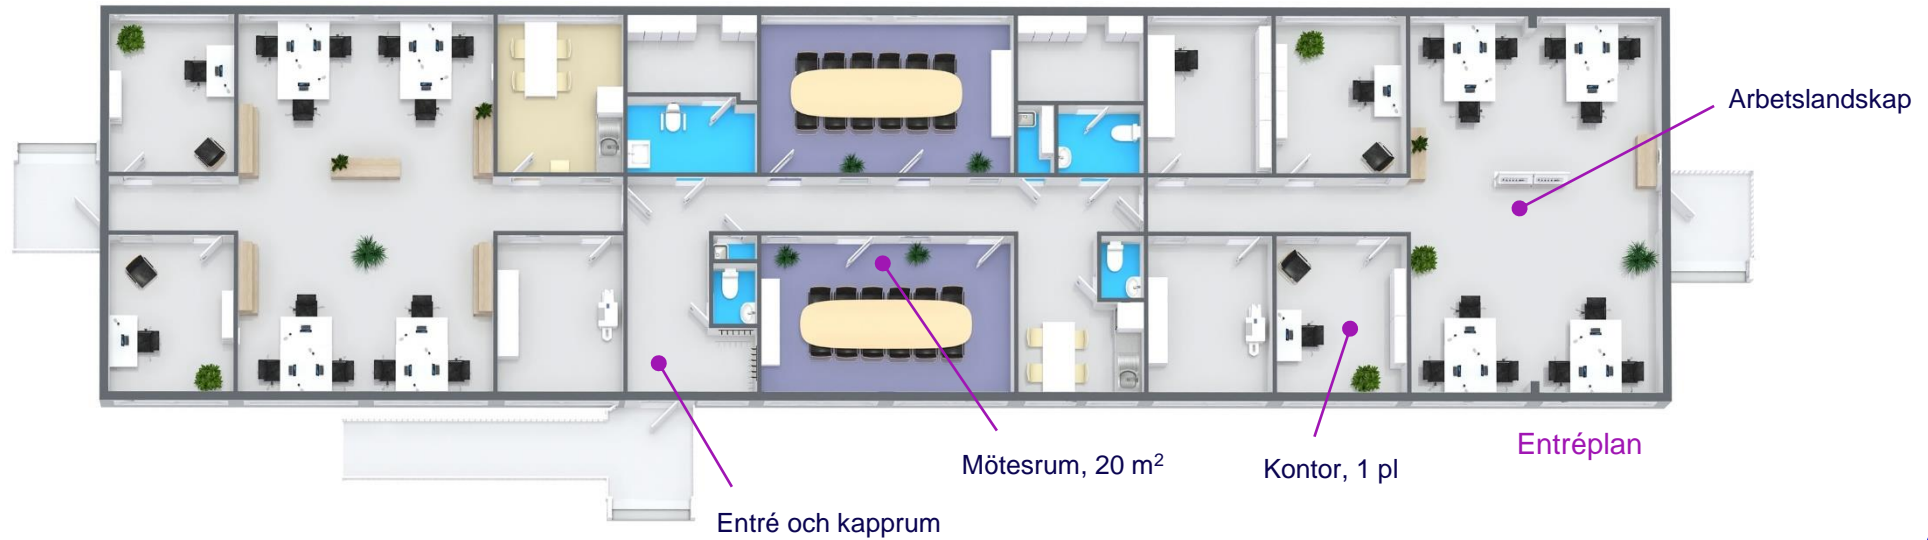 Arbetslandskap
Entréplan
Mötesrum, 20 m²
Kontor, 1 pl
Entré och kapprum